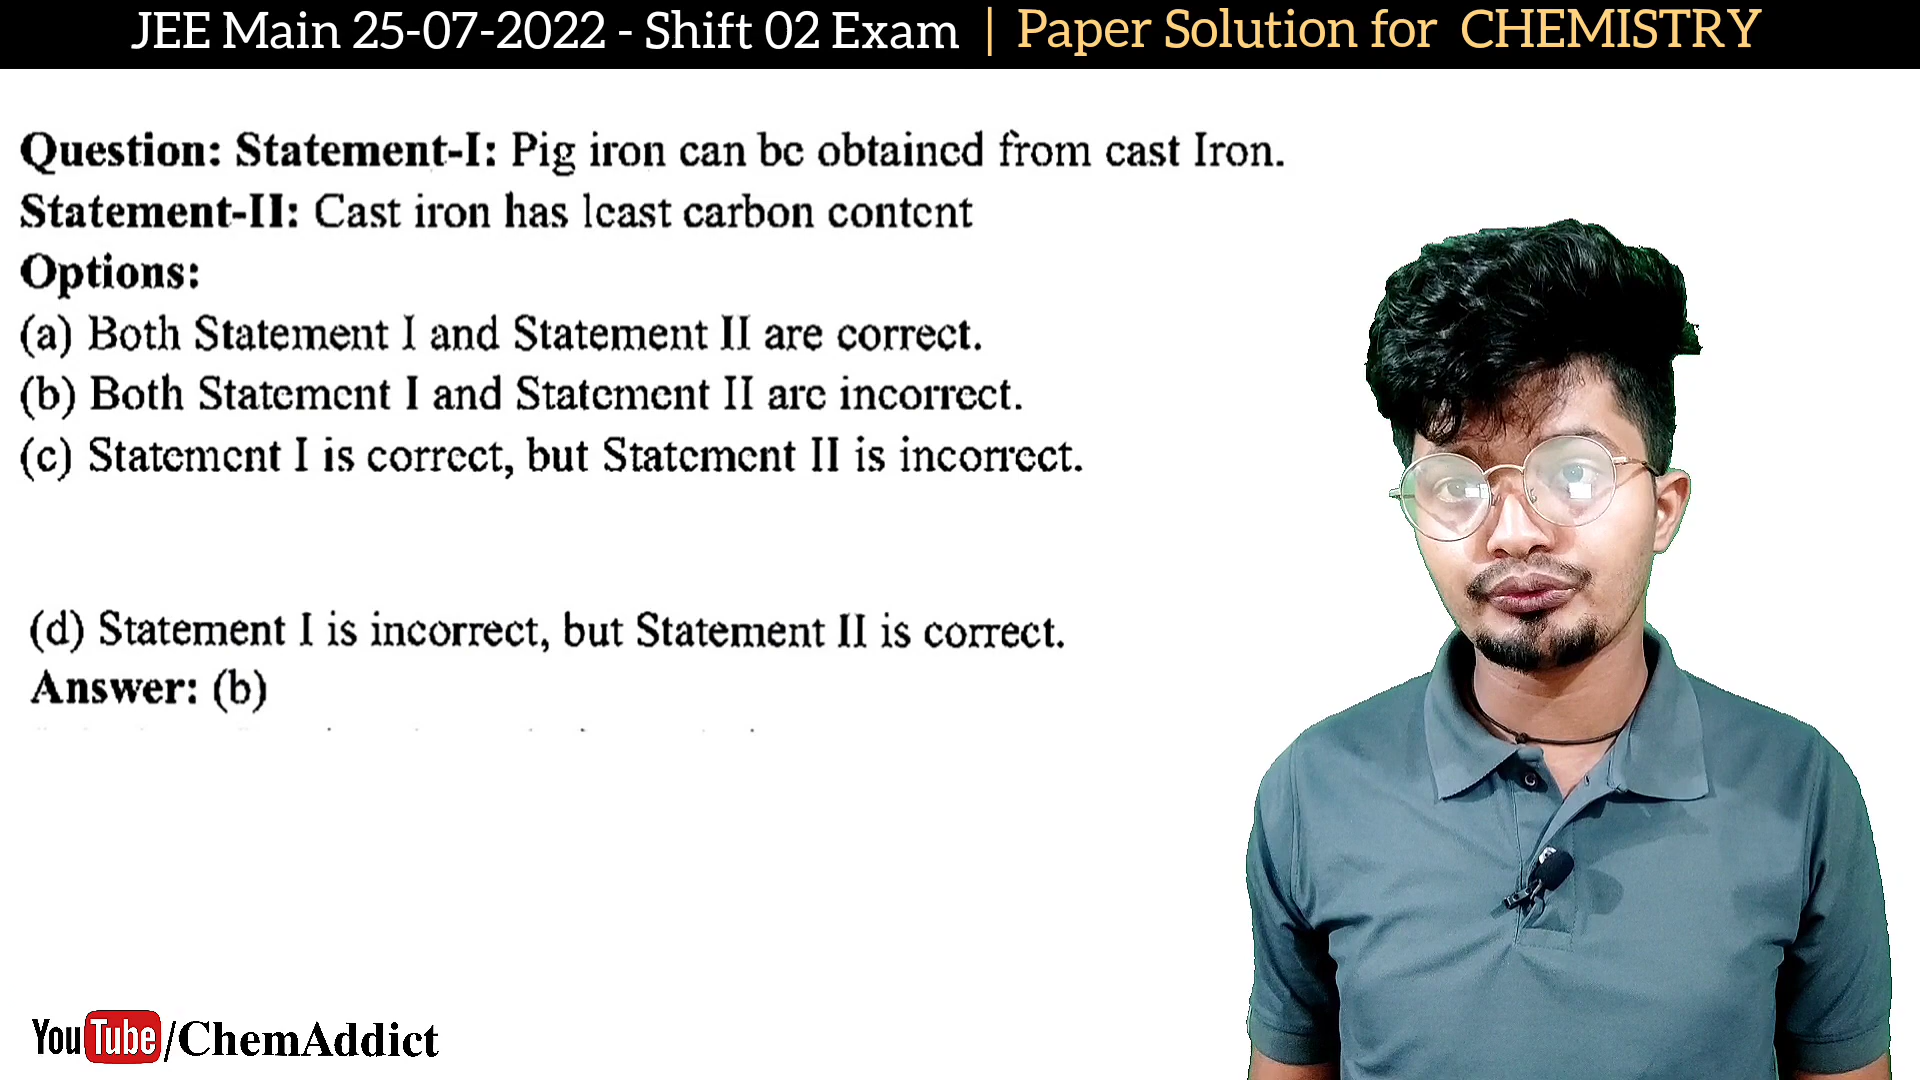 JEE Main 25-07-2022 - Shift 02 Exam | Paper Solution for CHEMISTRY
Question: Statement-I: Pig iron can be obtained from cast Iron.
Statement-II: Cast iron has least carbon content
Options:
(a) Both Statement I and Statement II are correct.
(b) Both Statement I and Statement II are incorrect.
(c) Statement I is correct, but Statement II is incorrect.
(d) Statement I is incorrect, but Statement II is correct.
Answer: (b)
YouTube/ChemAddict